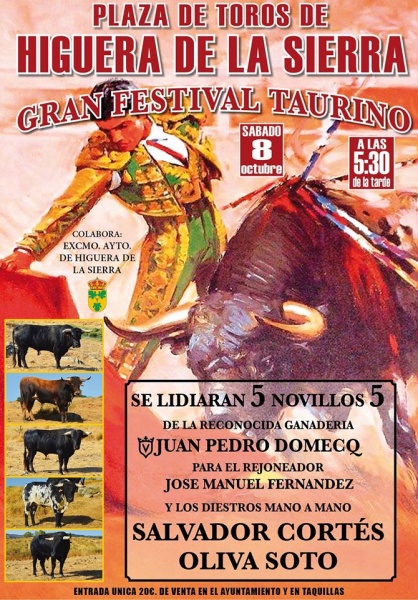 PLAZA DE TOROS DE
HIGUERA DE LA SIERRA
GRAN FESTIVAL TAURINO
SABADO
8
octubre
A LAS
5:30
de la tarde
COLABORA:
EXCMO. AYTO.
DE HIGUERA DE
LA SIERRA
SE LIDIARAN 5 NOVILLOS 5
DE LA RECONOCIDA GANADERIA
JUAN PEDRO DOMECQ
PARA EL REJONEADOR
JOSE MANUEL FERNANDEZ
Y LOS DIESTROS MANO A MANO
SALVADOR CORTÉS
OLIVA SOTO
ENTRADA UNICA 20€. DE VENTA EN EL AYUNTAMIENTO Y EN TAQUILLAS